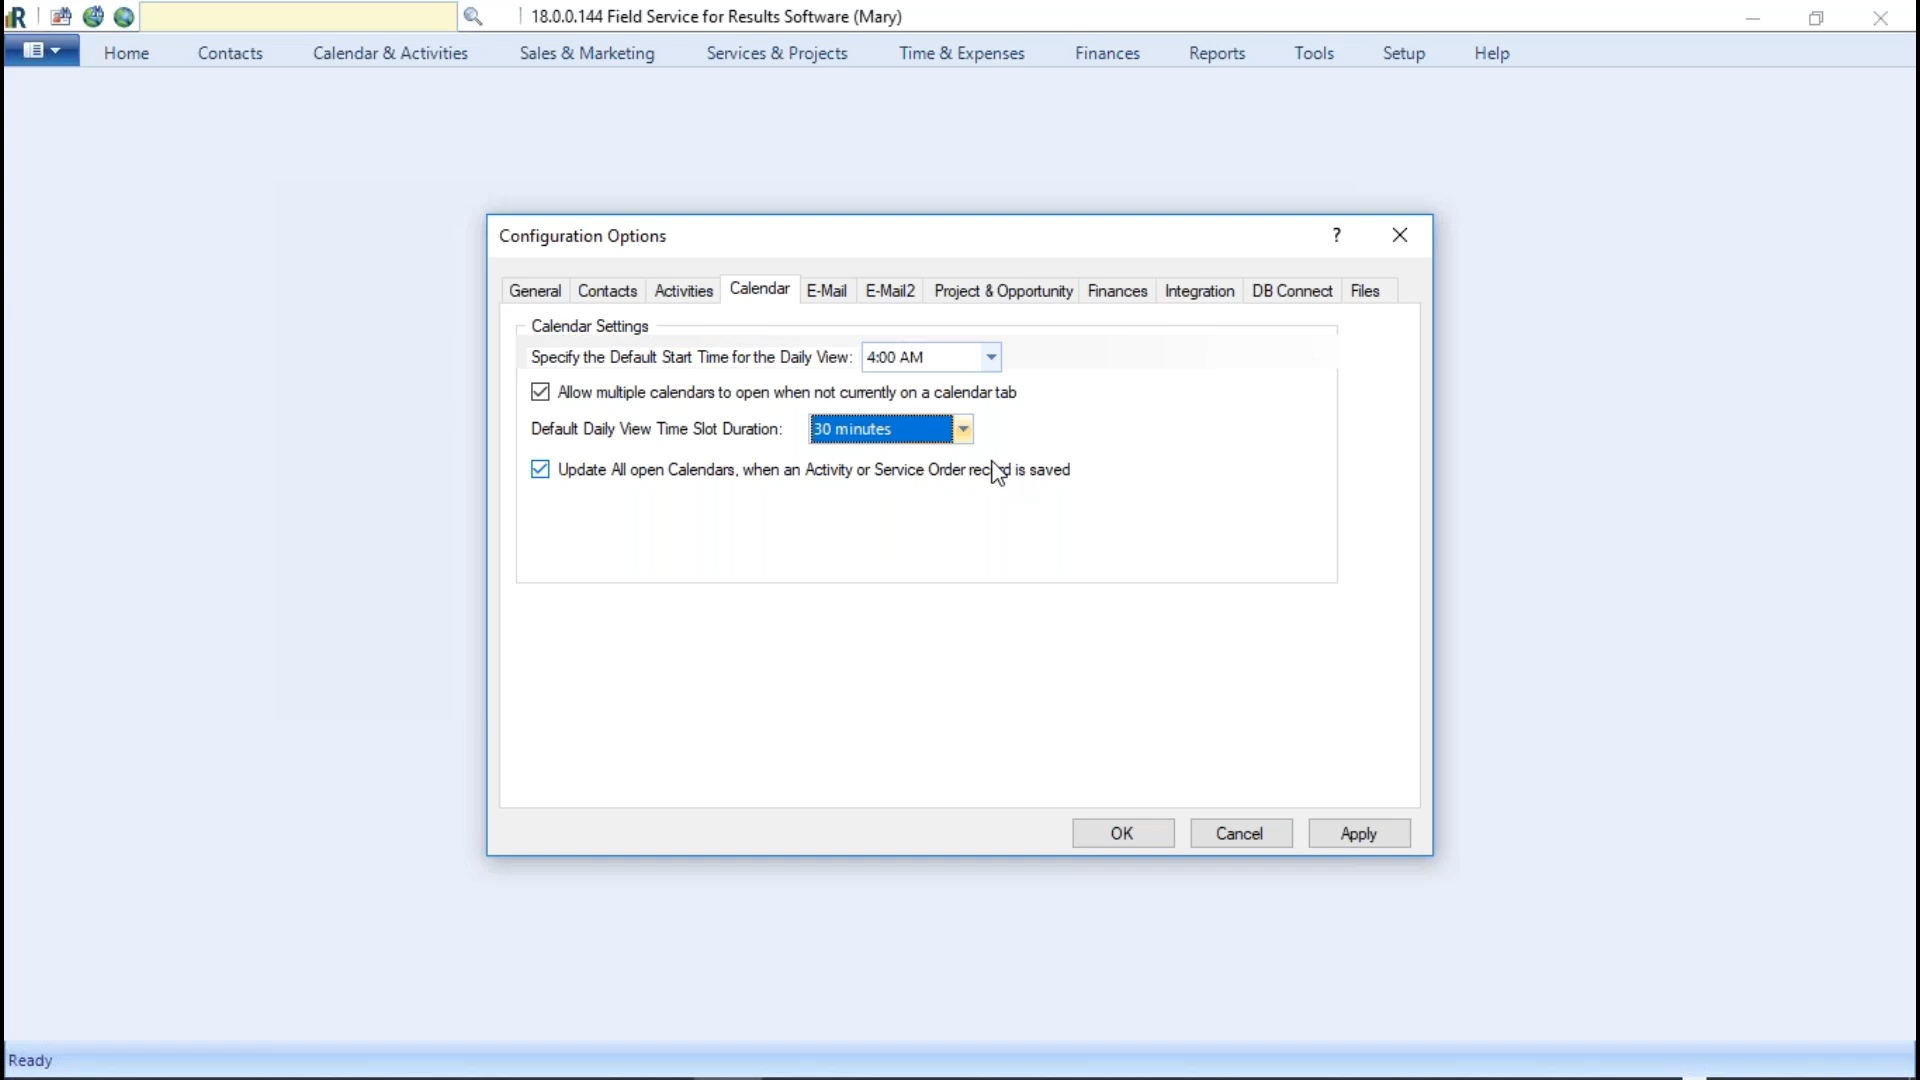 18.0.0.144 Field Service for Results Software (Mary)
Home Contacts Calendar & Activities Sales & Marketing Services & Projects Time & Expenses Finances Reports Tools Setup Help
Configuration Options ?
General Contacts Activities Calendar E-Mail E-Mail2 Project & Opportunity Finances Integration DB Connect Files
Calendar Settings
Specify the Default Start Time for the Daily View: 4:00 AM
Allow multiple calendars to open when not currently on a calendar tab
Default Daily View Time Slot Duration: 30 minutes
Update All open Calendars, when an Activity or Service Order record is saved
OK Cancel Apply
Ready